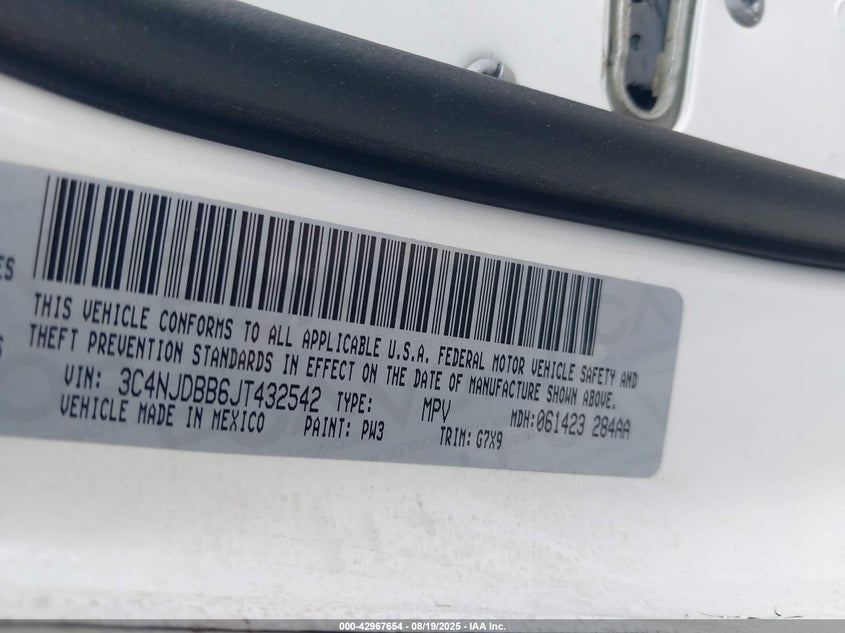 ES
THIS VEHICLE CONFORMS TO ALL APPLICABLE U.S.A. FEDERAL MOTOR VEHICLE SAFETY AND
THEFT PREVENTION STANDARDS IN EFFECT ON THE DATE OF MANUFACTURE SHOWN ABOVE.
VIN: 3C4NJDBB6JT432542 TYPE: MPV MDH:061423 284AA
VEHICLE MADE IN MEXICO PAINT: PW3 TRIM: G7X9
000-42967654 - 08/19/2025 - IAA Inc.